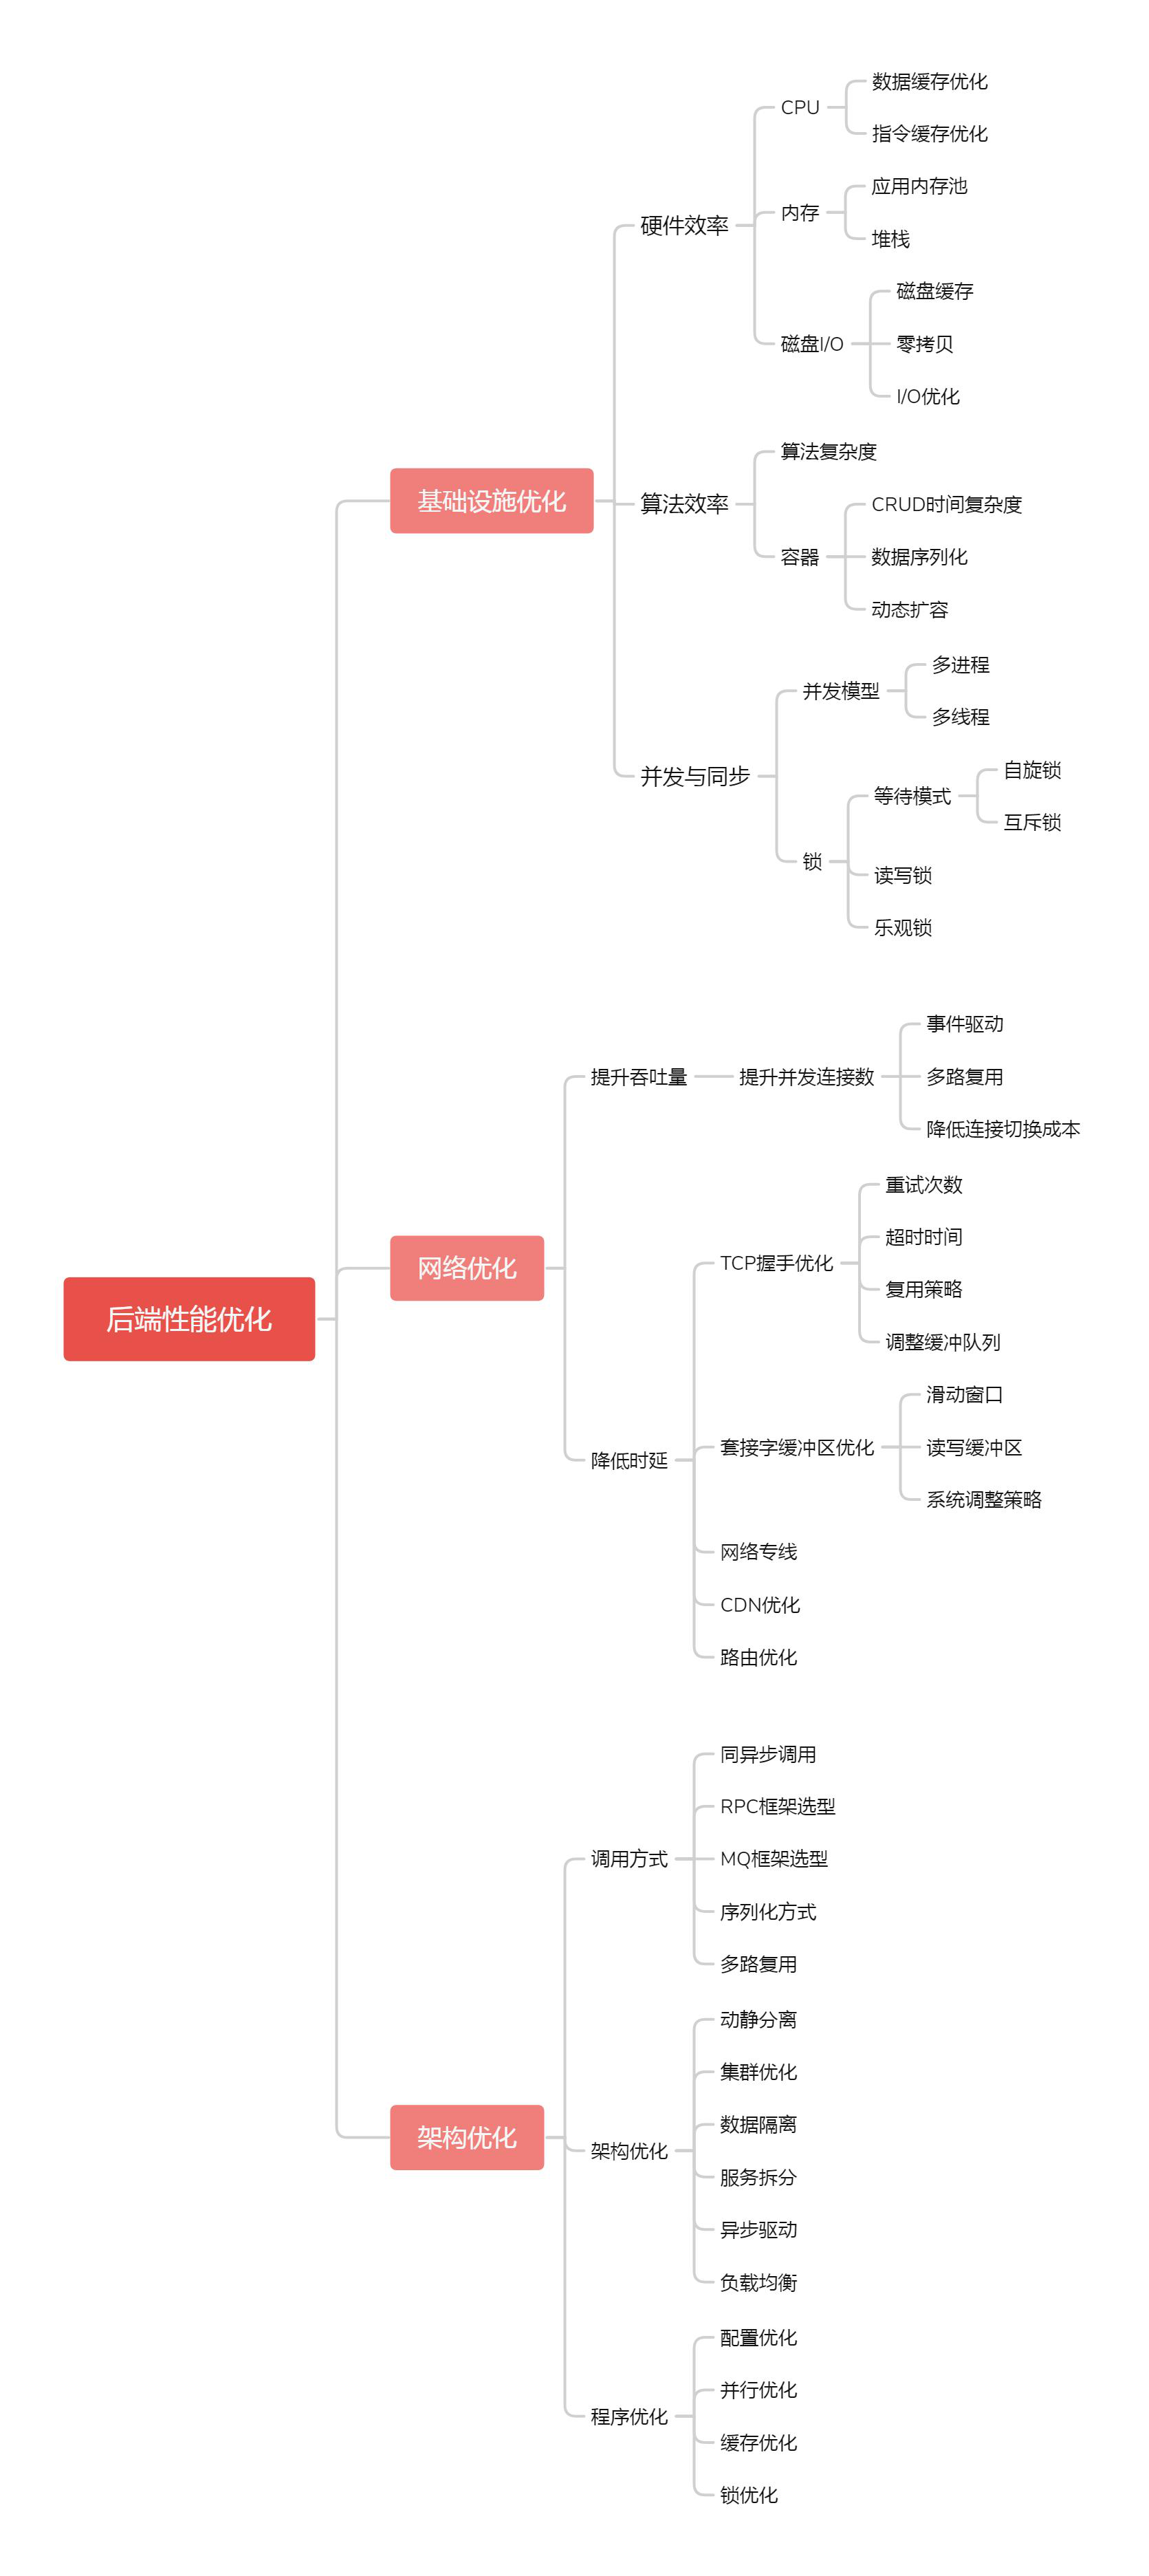 后端性能优化
基础设施优化
硬件效率
CPU
数据缓存优化
指令缓存优化
内存
应用内存池
堆栈
磁盘I/O
磁盘缓存
零拷贝
I/O优化
算法效率
算法复杂度
容器
CRUD时间复杂度
数据序列化
动态扩容
并发与同步
并发模型
多进程
多线程
锁
等待模式
自旋锁
互斥锁
读写锁
乐观锁
网络优化
提升吞吐量
提升并发连接数
事件驱动
多路复用
降低连接切换成本
降低时延
TCP握手优化
重试次数
超时时间
复用策略
调整缓冲队列
套接字缓冲区优化
滑动窗口
读写缓冲区
系统调整策略
网络专线
CDN优化
路由优化
架构优化
调用方式
同异步调用
RPC框架选型
MQ框架选型
序列化方式
多路复用
架构优化
动静分离
集群优化
数据隔离
服务拆分
异步驱动
负载均衡
程序优化
配置优化
并行优化
缓存优化
锁优化